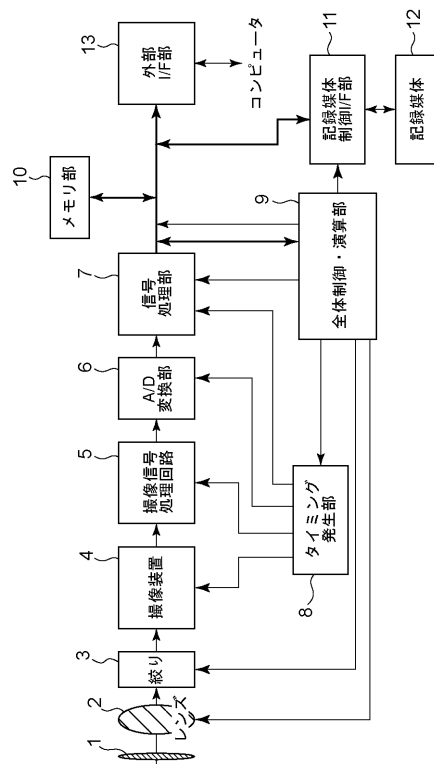 1
2
レンズ
3
絞り
4
撮像装置
5
撮像信号
処理回路
6
A/D
変換部
7
信号
処理部
8
タイミング
発生部
9
全体制御・演算部
10
メモリ部
11
記録媒体
制御I/F部
12
記録媒体
13
外部
I/F部
コンピュータ